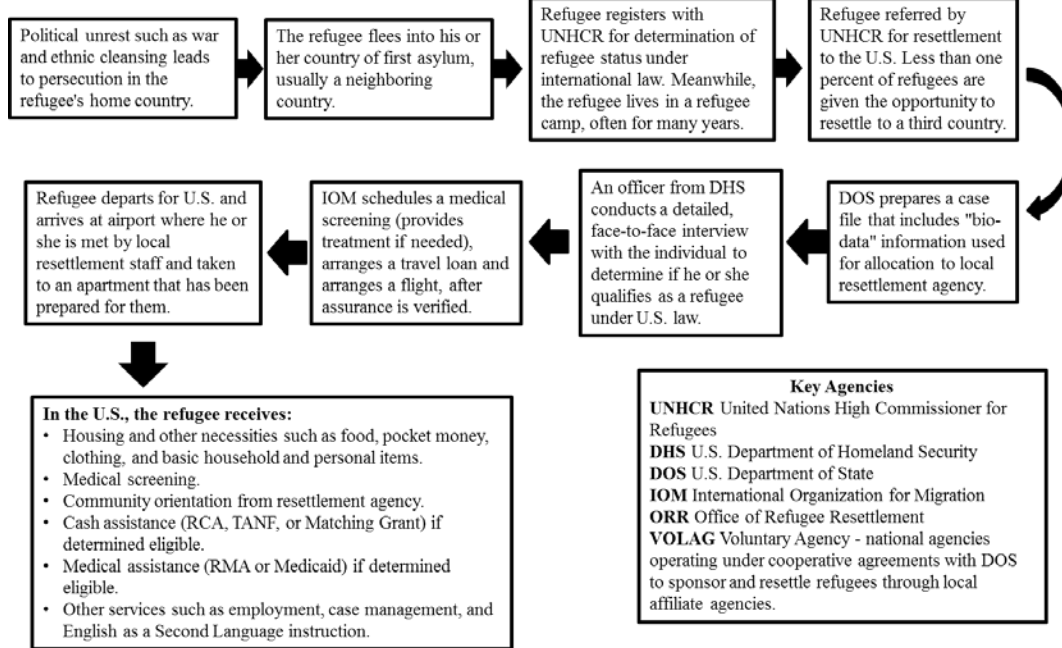 Political unrest such as war
and ethnic cleansing leads
to persecution in the
refugee's home country.
The refugee flees into his or
her country of first asylum,
usually a neighboring
country.
Refugee registers with
UNHCR for determination of
refugee status under
international law. Meanwhile,
the refugee lives in a refugee
camp, often for many years.
Refugee referred by
UNHCR for resettlement
to the U.S. Less than one
percent of refugees are
given the opportunity to
resettle to a third country.
DOS prepares a case
file that includes "bio-
data" information used
for allocation to local
resettlement agency.
An officer from DHS
conducts a detailed,
face-to-face interview
with the individual to
determine if he or she
qualifies as a refugee
under U.S. law.
IOM schedules a medical
screening (provides
treatment if needed),
arranges a travel loan and
arranges a flight, after
assurance is verified.
Refugee departs for U.S. and
arrives at airport where he or
she is met by local
resettlement staff and taken
to an apartment that has been
prepared for them.
In the U.S., the refugee receives:
• Housing and other necessities such as food, pocket money,
clothing, and basic household and personal items.
• Medical screening.
• Community orientation from resettlement agency.
• Cash assistance (RCA, TANF, or Matching Grant) if
determined eligible.
• Medical assistance (RMA or Medicaid) if determined
eligible.
• Other services such as employment, case management, and
English as a Second Language instruction.
Key Agencies
UNHCR United Nations High Commissioner for
Refugees
DHS U.S. Department of Homeland Security
DOS U.S. Department of State
IOM International Organization for Migration
ORR Office of Refugee Resettlement
VOLAG Voluntary Agency - national agencies
operating under cooperative agreements with DOS
to sponsor and resettle refugees through local
affiliate agencies.